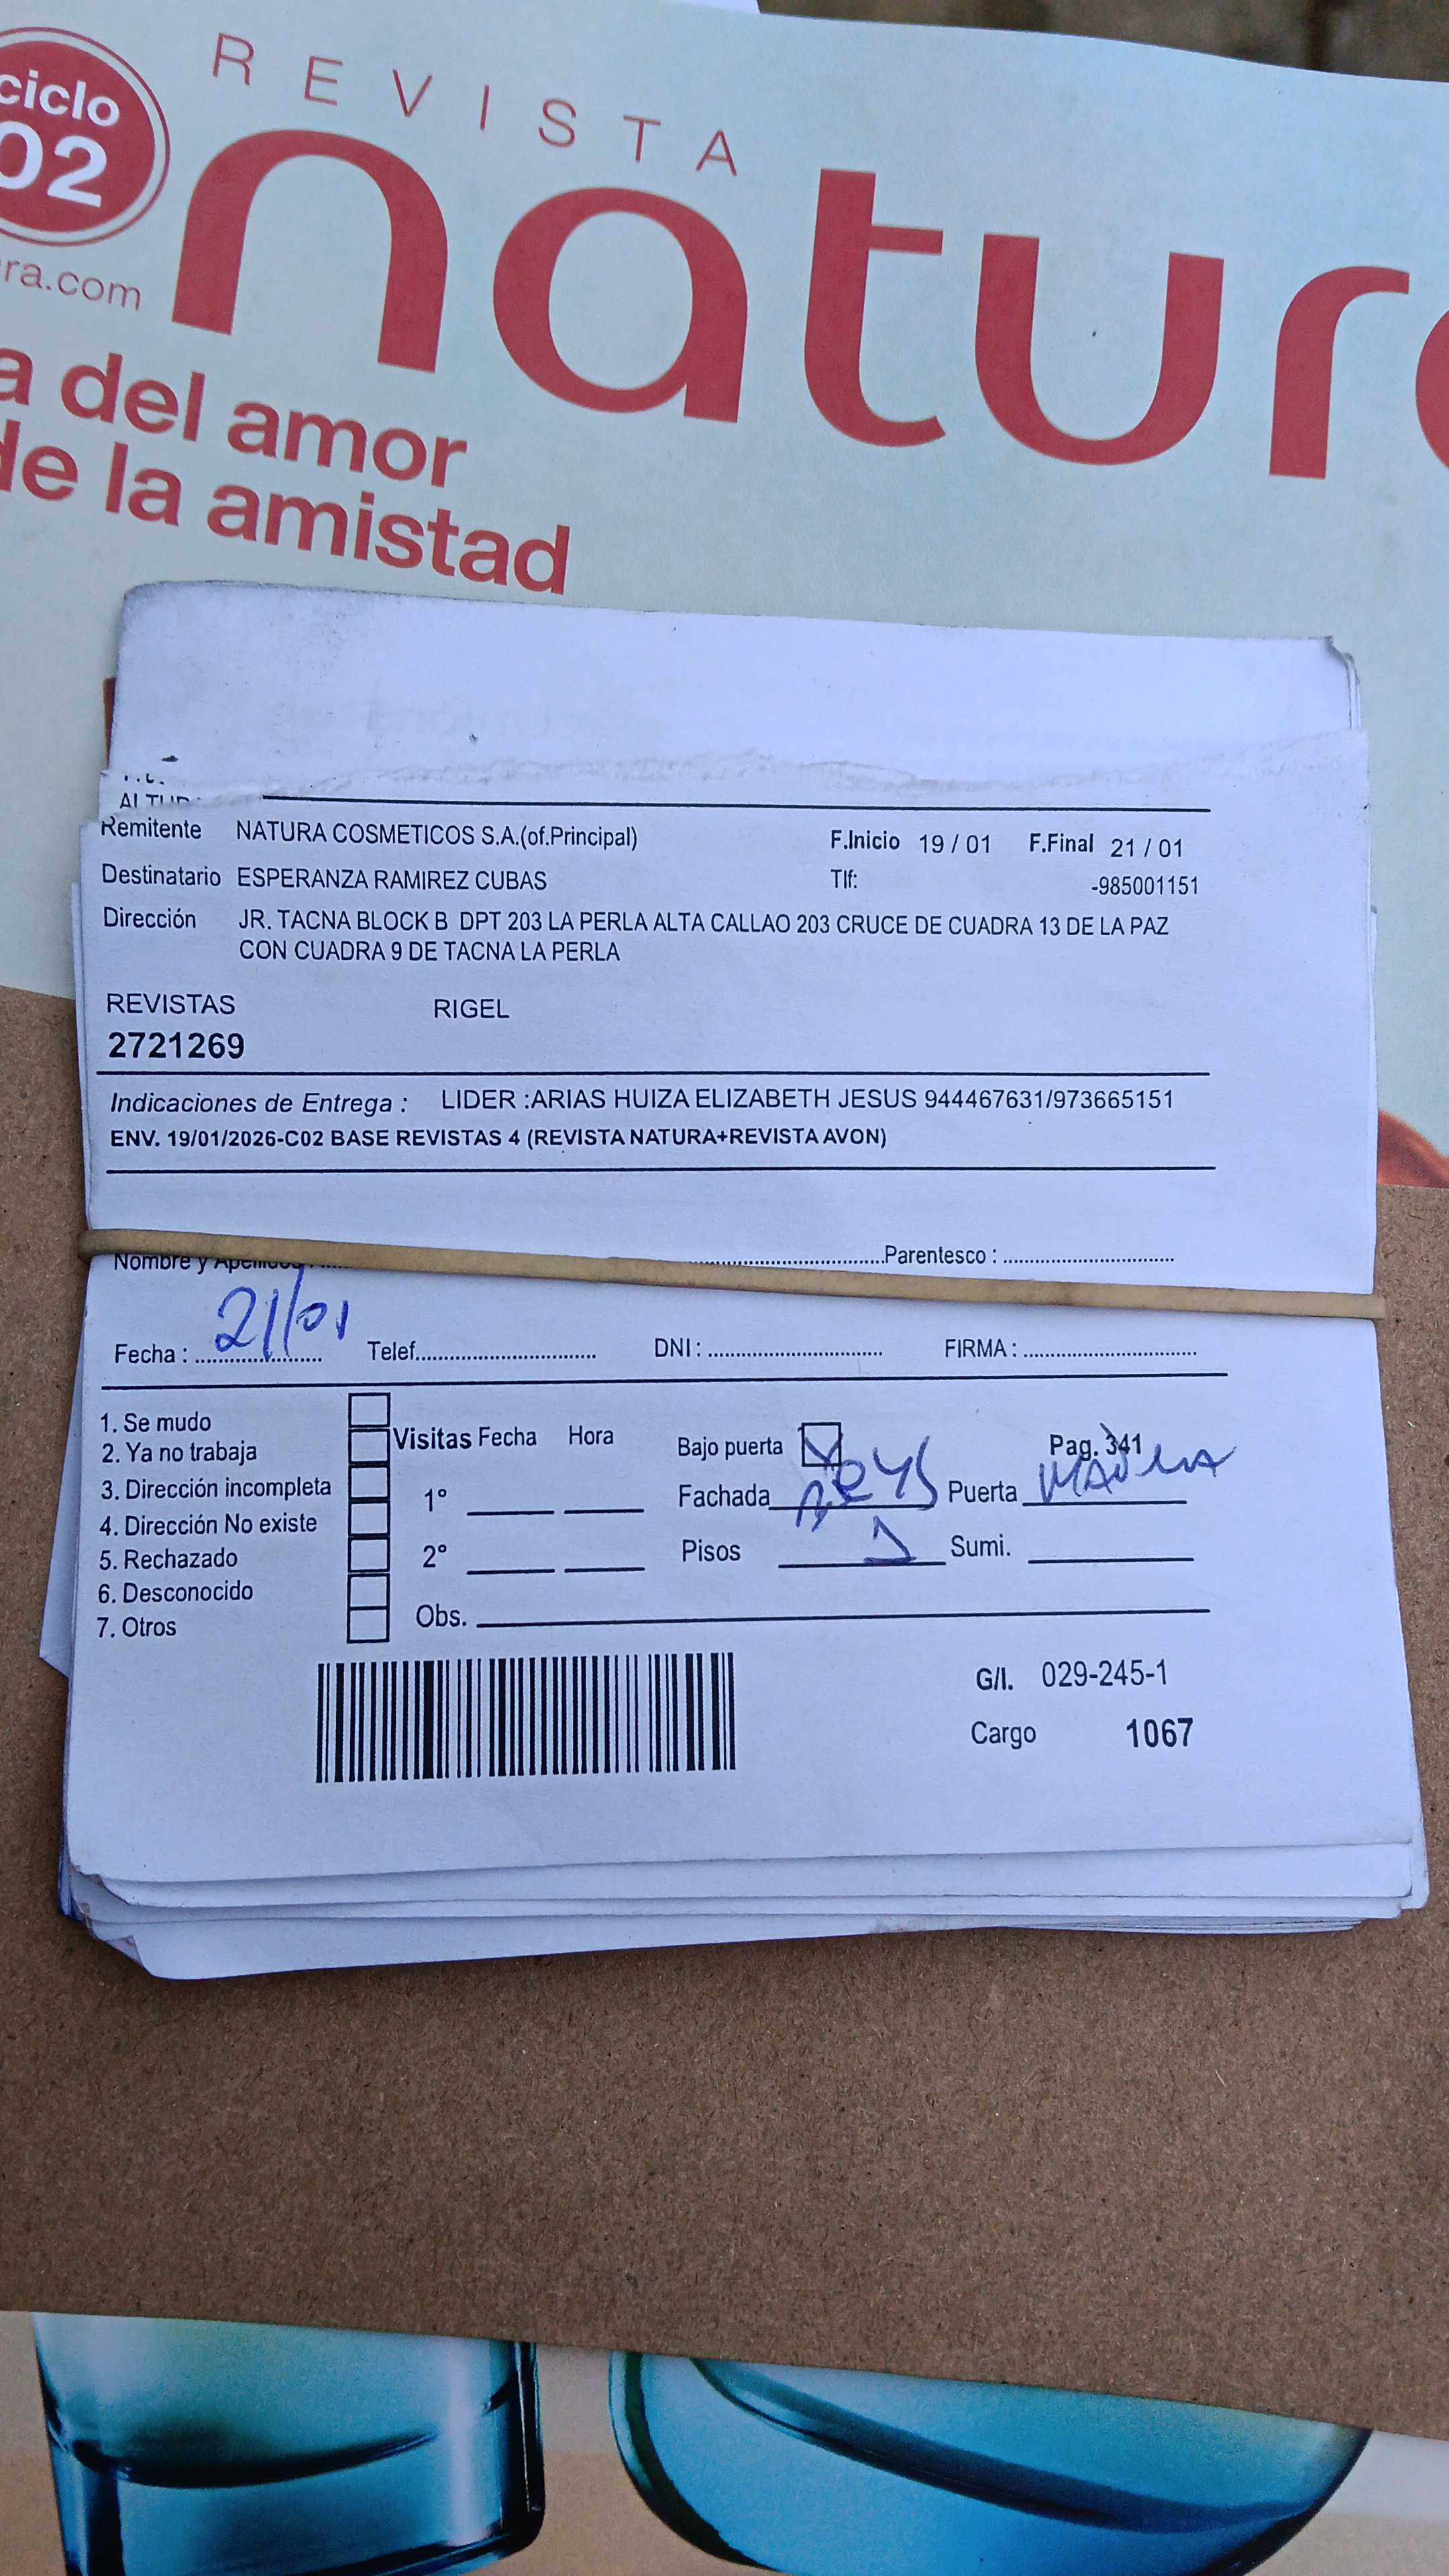 REVISTA
ciclo
02
natur
ra.com
a del amor
de la amistad
Remitente NATURA COSMETICOS S.A.(of.Principal) F.Inicio 19 / 01 F.Final 21 / 01
Destinatario ESPERANZA RAMIREZ CUBAS Tlf: -985001151
Dirección JR. TACNA BLOCK B DPT 203 LA PERLA ALTA CALLAO 203 CRUCE DE CUADRA 13 DE LA PAZ
CON CUADRA 9 DE TACNA LA PERLA
REVISTAS RIGEL
2721269
Indicaciones de Entrega : LIDER :ARIAS HUIZA ELIZABETH JESUS 944467631/973665151
ENV. 19/01/2026-C02 BASE REVISTAS 4 (REVISTA NATURA+REVISTA AVON)
Nombre y Apellidos : Parentesco :
Fecha : 21/01 Telef. DNI : FIRMA :
1. Se mudo
2. Ya no trabaja
3. Dirección incompleta
4. Dirección No existe
5. Rechazado
6. Desconocido
7. Otros
Visitas Fecha Hora
1°
2°
Obs.
Bajo puerta Pag. 341
Fachada Puerta
Pisos Sumi.
G/I. 029-245-1
Cargo 1067